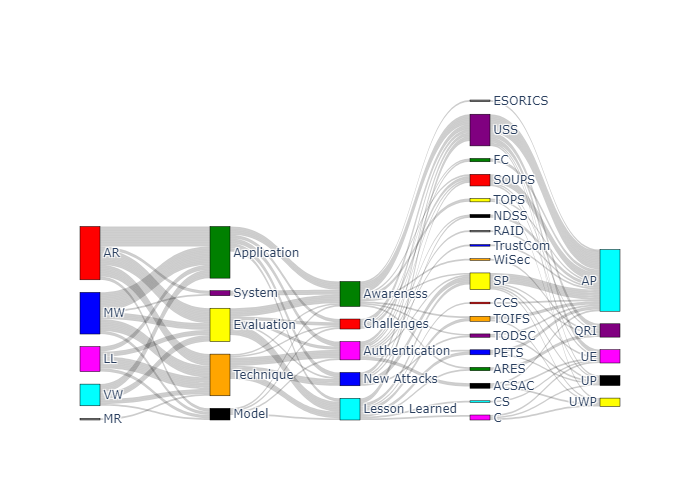 AR
MW
LL
VW
MR
Application
System
Evaluation
Technique
Model
Awareness
Challenges
Authentication
New Attacks
Lesson Learned
ESORICS
USS
FC
SOUPS
TOPS
NDSS
RAID
TrustCom
WiSec
SP
CCS
TOIFS
TODSC
PETS
ARES
ACSAC
CS
C
AP
QRI
UE
UP
UWP